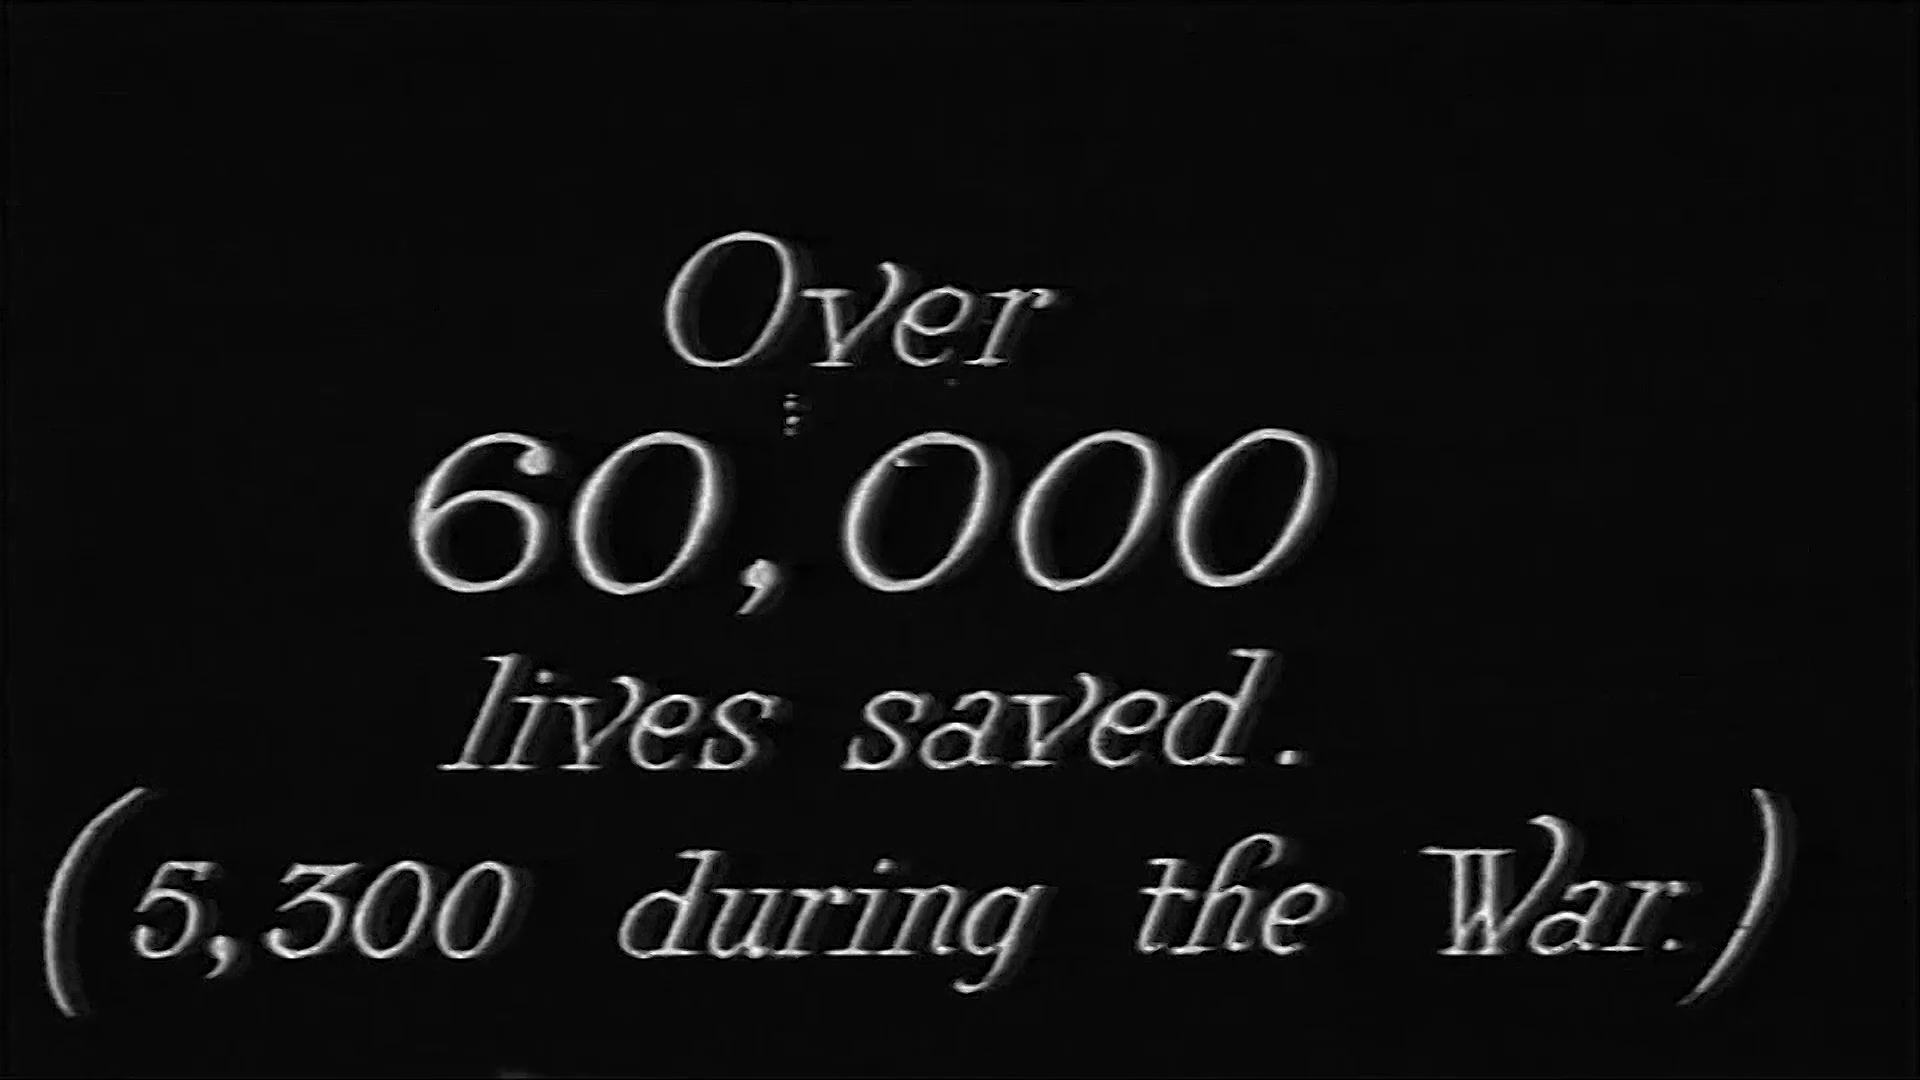 Over
60,000
lives saved.
(5,300 during the War.)